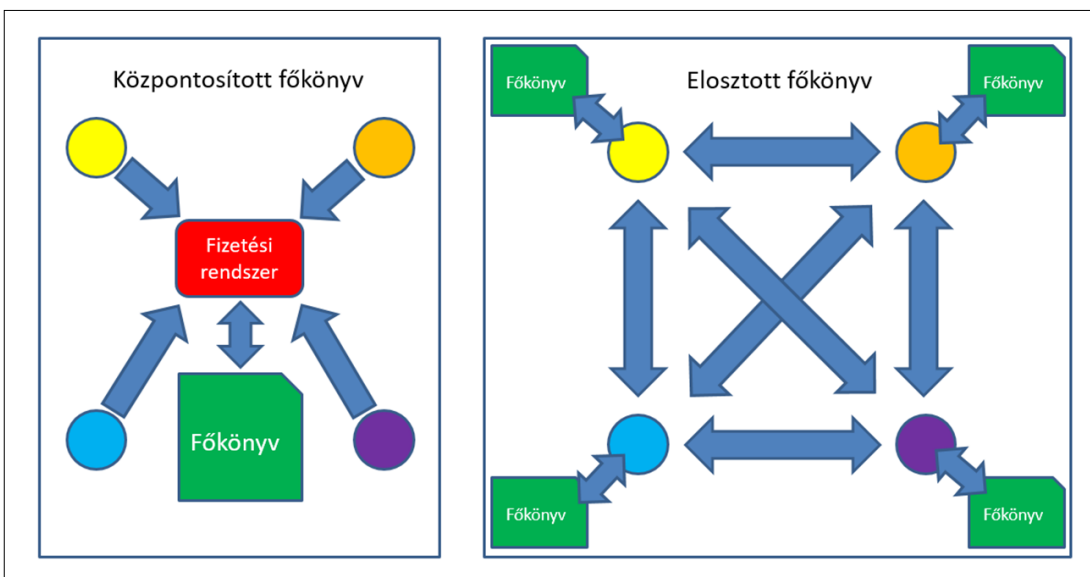 Központosított főkönyv
Fizetési
rendszer
Főkönyv
Elosztott főkönyv
Főkönyv
Főkönyv
Főkönyv
Főkönyv